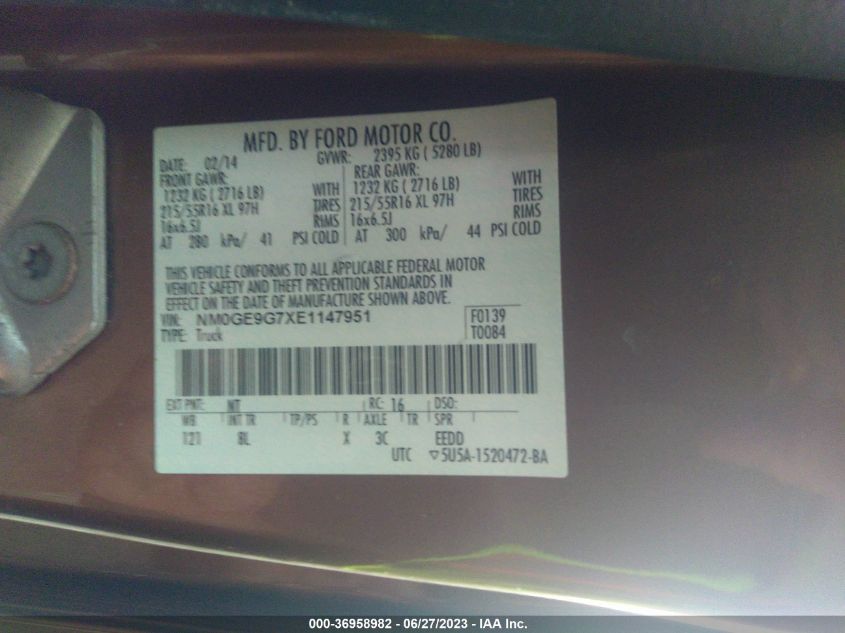 MFD. BY FORD MOTOR CO.
DATE: 02/14 GVWR: 2395 KG ( 5280 LB)
FRONT GAWR: REAR GAWR:
1232 KG ( 2716 LB) WITH 1232 KG ( 2716 LB) WITH
215/55R16 XL 97H TIRES 215/55R16 XL 97H TIRES
16x6.5J RIMS 16x6.5J RIMS
AT 280 kPa/ 41 PSI COLD AT 300 kPa/ 44 PSI COLD
THIS VEHICLE CONFORMS TO ALL APPLICABLE FEDERAL MOTOR
VEHICLE SAFETY AND THEFT PREVENTION STANDARDS IN
EFFECT ON THE DATE OF MANUFACTURE SHOWN ABOVE.
VIN: NM0GE9G7XE1147951 F0139
TYPE: Truck T0084
EXT PNT: NT RC: 16 DSO:
WB INT TR TP/PS R AXLE TR SPR
121 8L X 3C EEDD
UTC ▽5U5A-1520472-BA
000-36958982 - 06/27/2023 - IAA Inc.